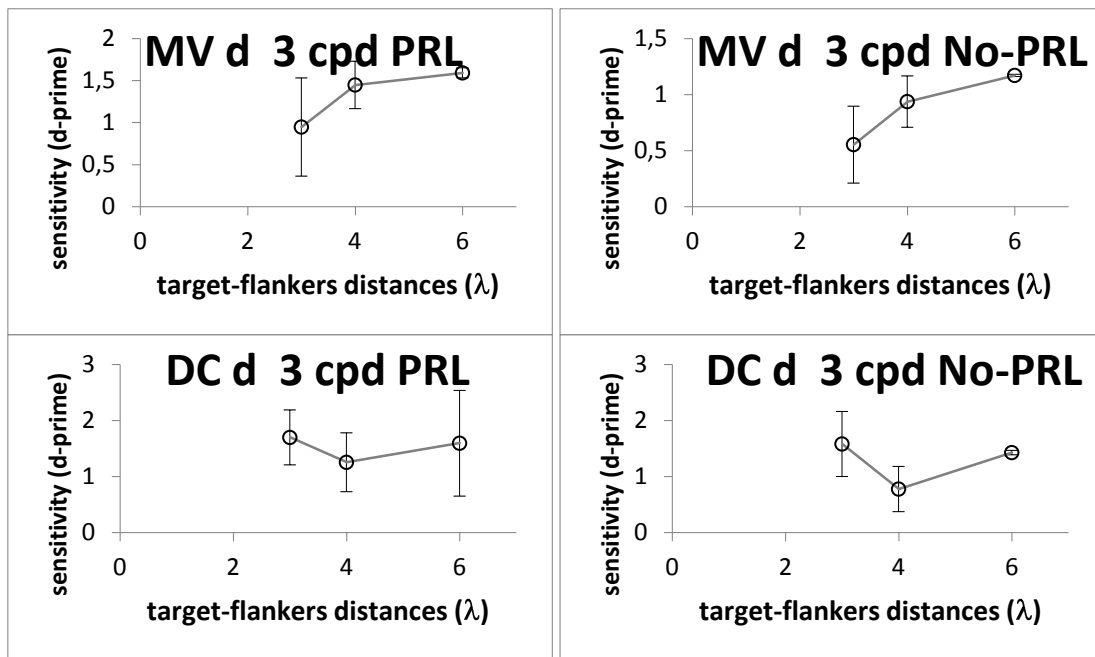 MV d 3 cpd PRL
sensitivity (d-prime)
2
1,5
1
0,5
0
0 2 4 6
target-flankers distances (λ)
MV d 3 cpd No-PRL
sensitivity (d-prime)
1,5
1
0,5
0
0 2 4 6
target-flankers distances (λ)
DC d 3 cpd PRL
sensitivity (d-prime)
3
2
1
0
0 2 4 6
target-flankers distances (λ)
DC d 3 cpd No-PRL
sensitivity (d-prime)
3
2
1
0
0 2 4 6
target-flankers distances (λ)